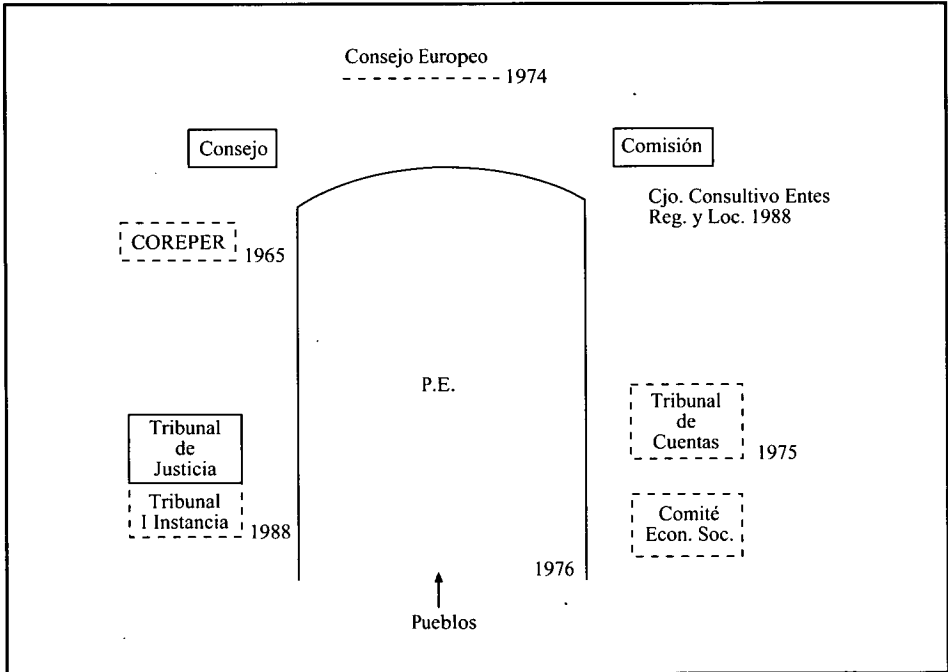 Consejo Europeo
1974
Consejo
Comisión
Cjo. Consultivo Entes
Reg. y Loc. 1988
COREPER
1965
P.E.
Tribunal
de
Cuentas
1975
Tribunal
de
Justicia
Tribunal
I Instancia
1988
Comité
Econ. Soc.
1976
Pueblos